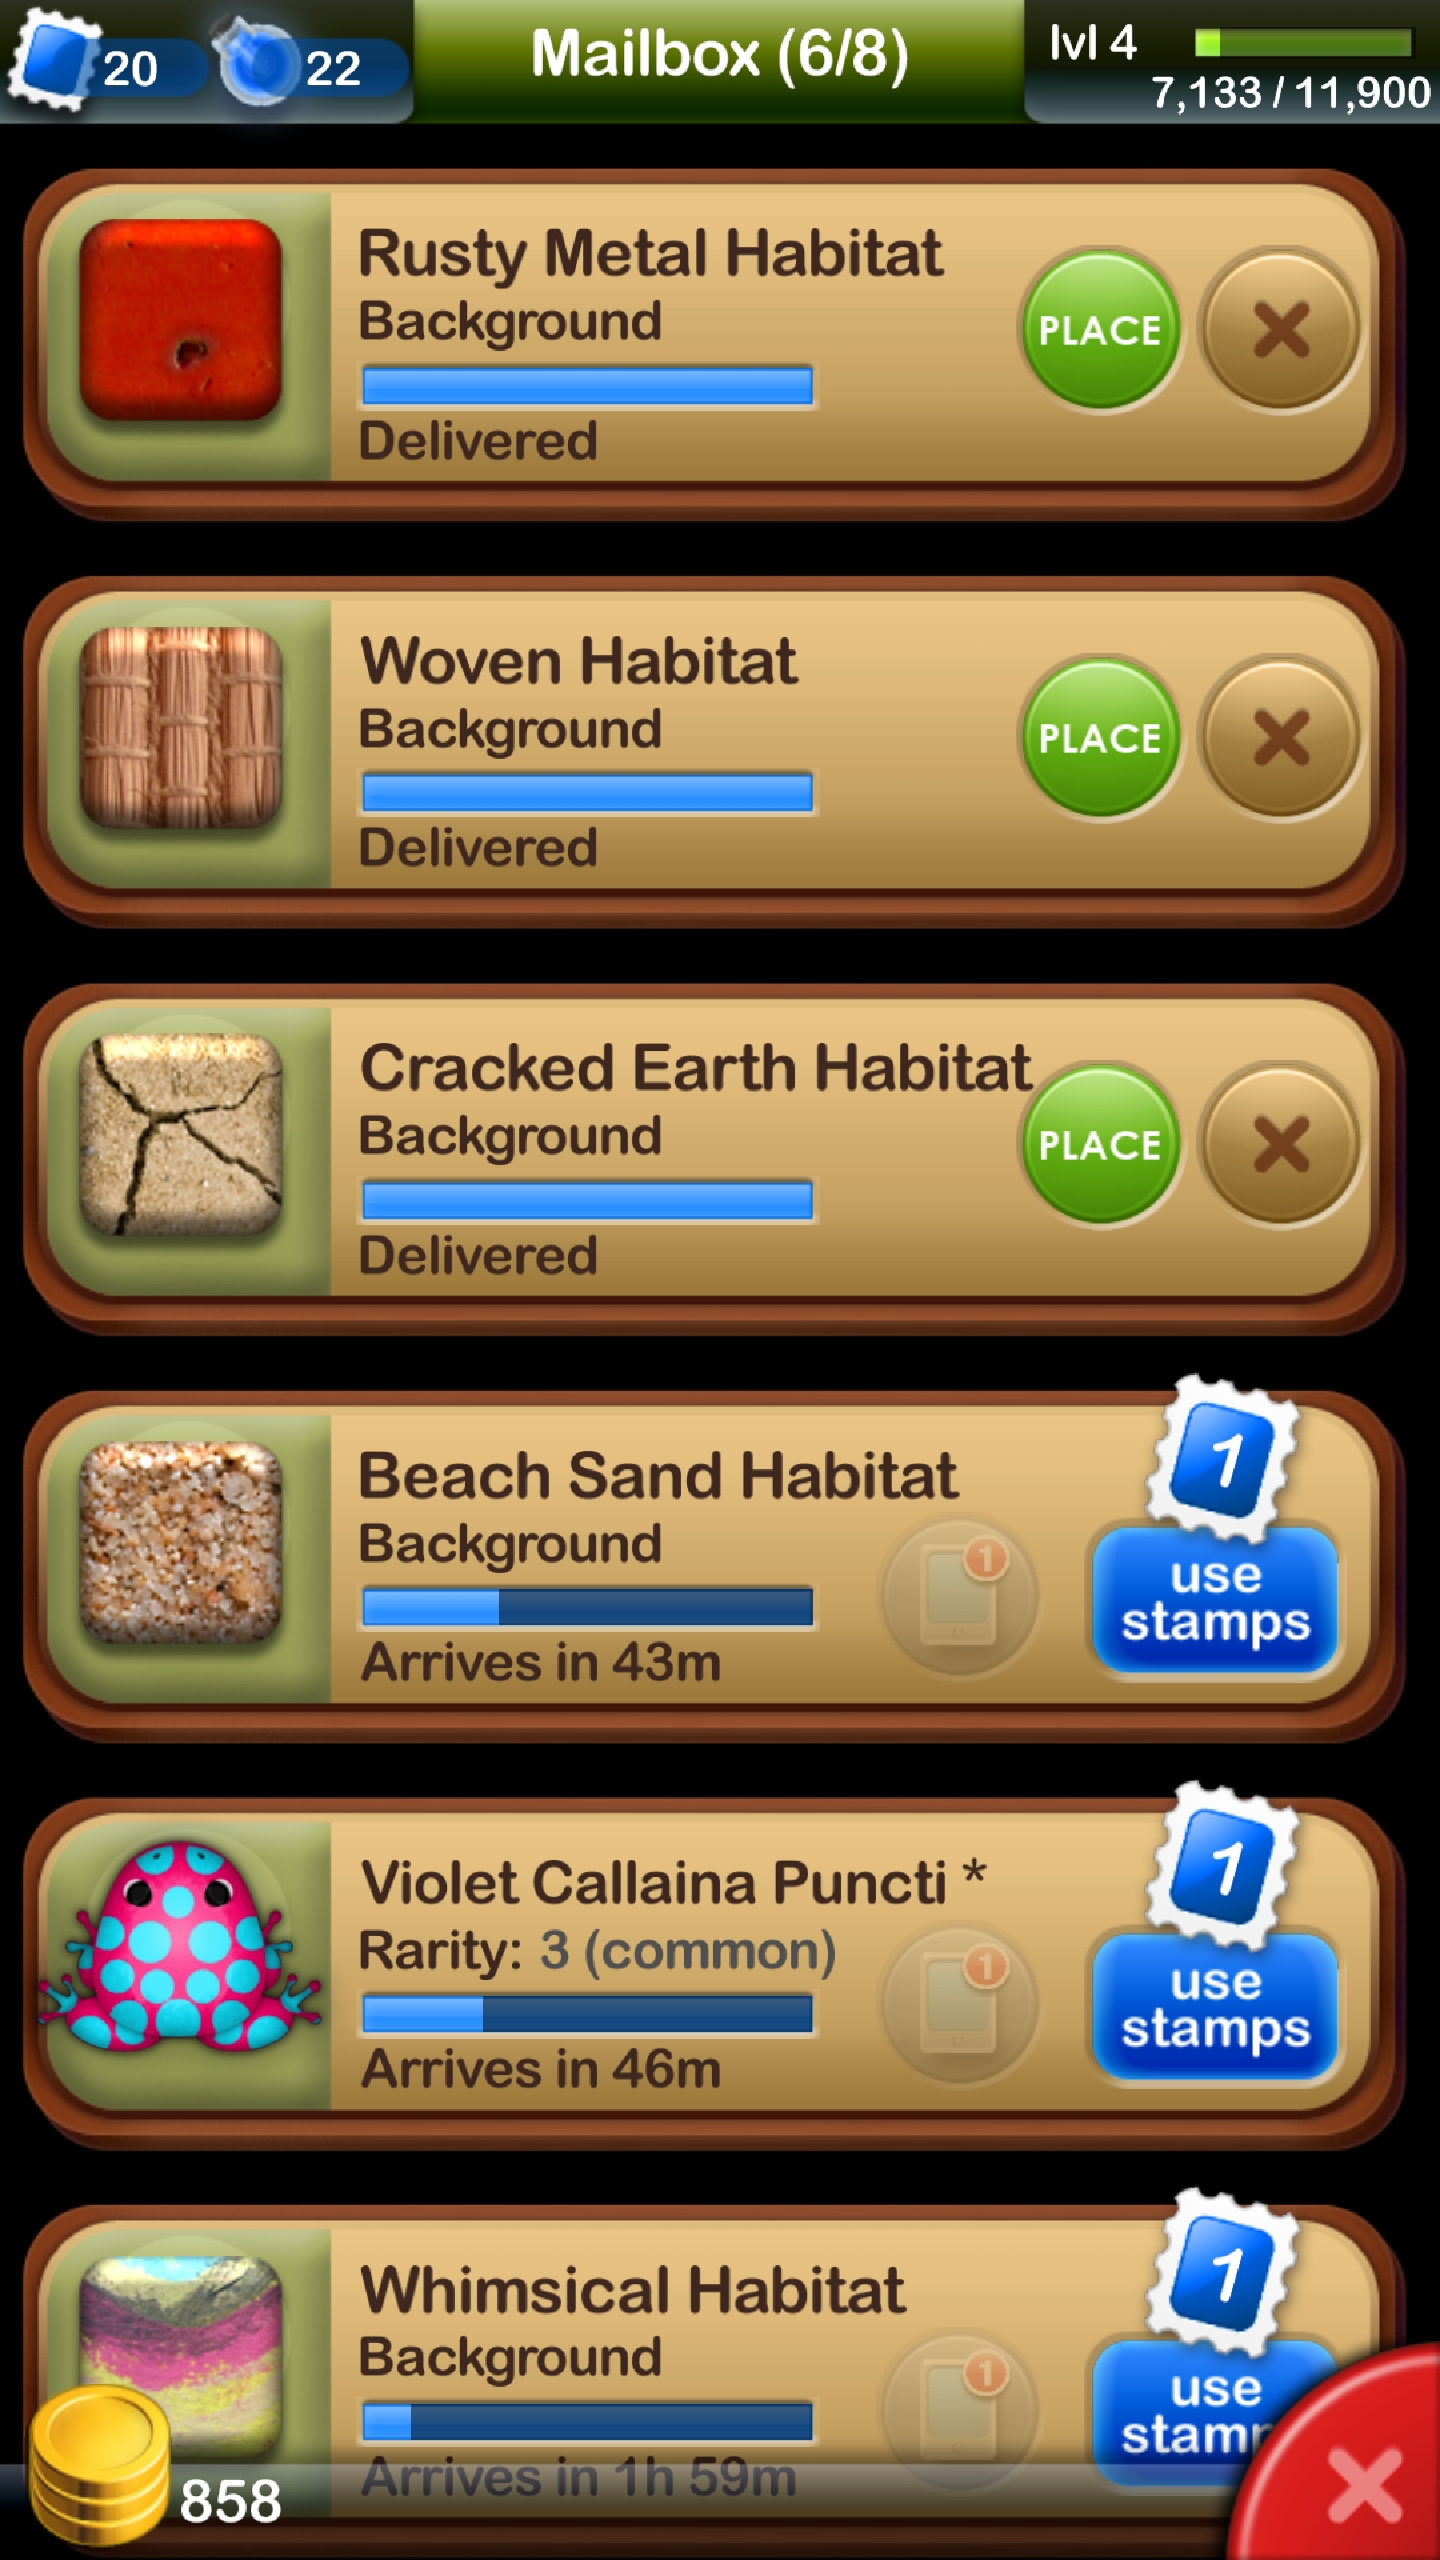 20
22
Mailbox (6/8)
lvl 4
7,133 / 11,900
Rusty Metal Habitat
Background
Delivered
PLACE
Woven Habitat
Background
Delivered
PLACE
Cracked Earth Habitat
Background
Delivered
PLACE
Beach Sand Habitat
Background
Arrives in 43m
1
1
use
stamps
Violet Callaina Puncti *
Rarity: 3 (common)
Arrives in 46m
1
1
use
stamps
Whimsical Habitat
Background
Arrives in 1h 59m
1
1
use
858